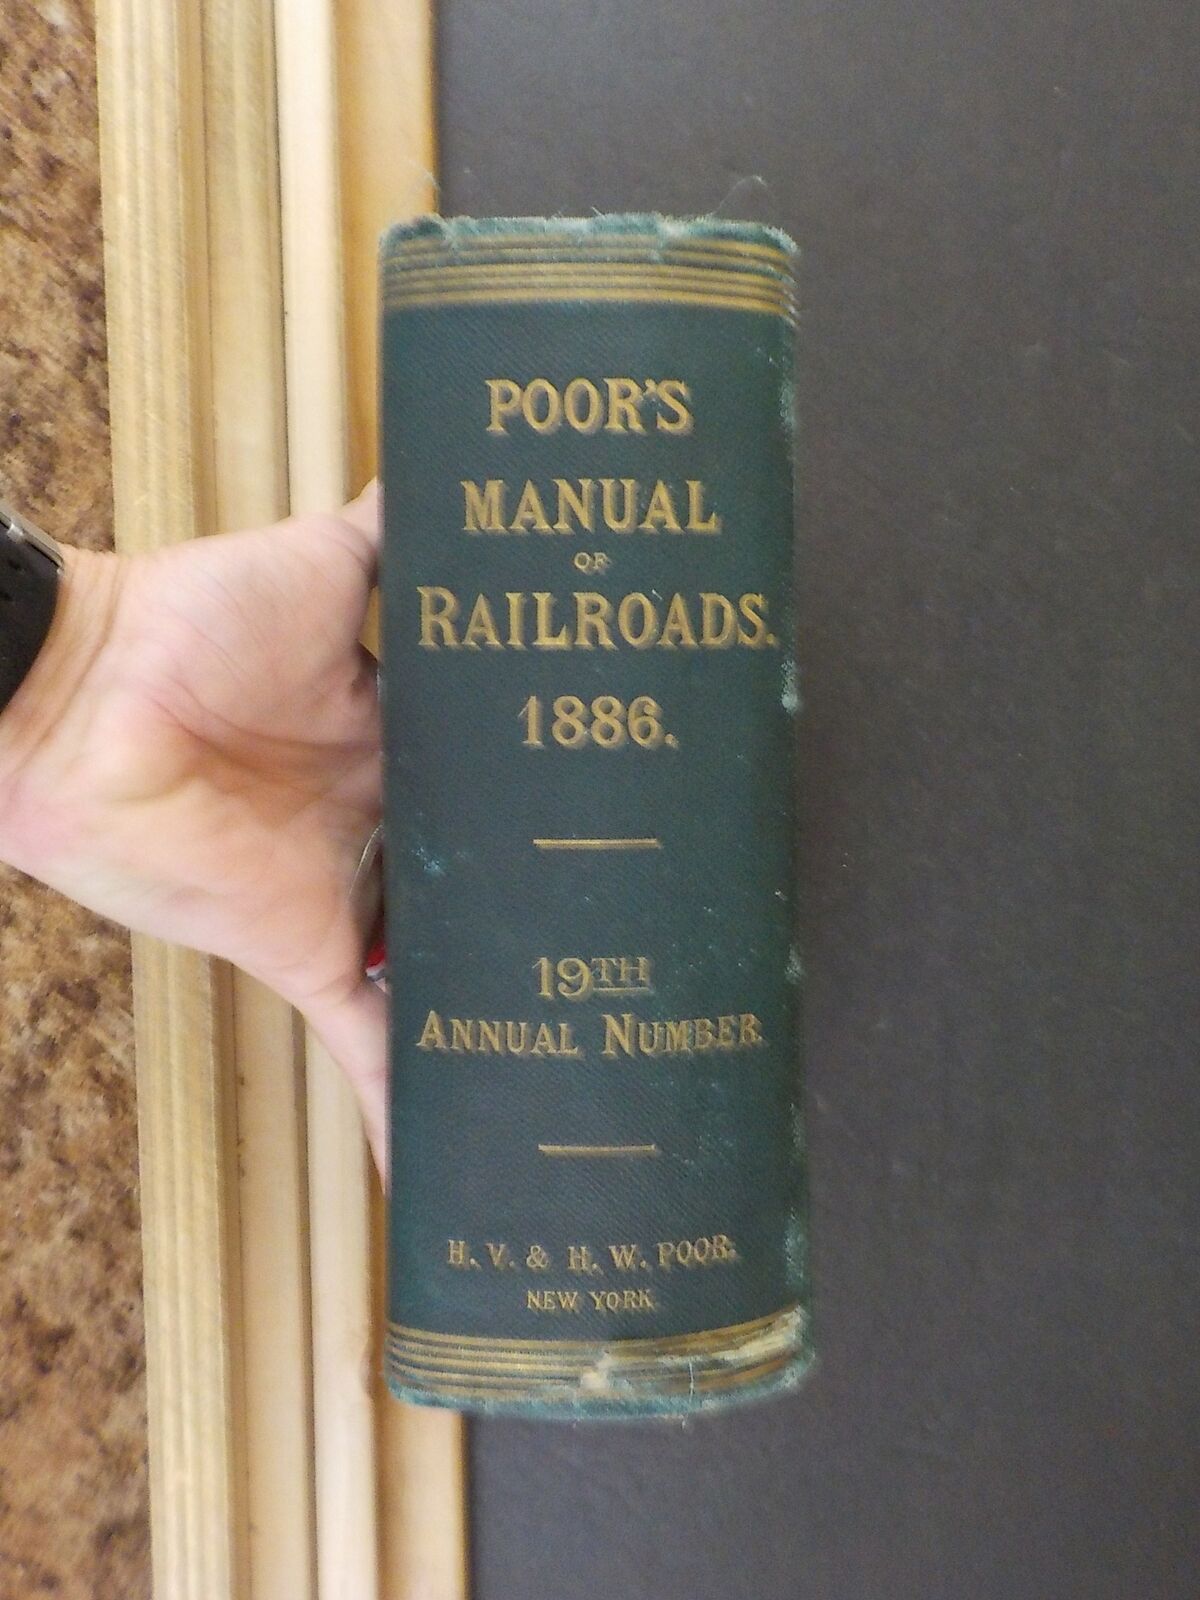 POOR'S
MANUAL
OF
RAILROADS.
1886.
19TH
ANNUAL NUMBER
H. V. & H. W. POOR.
NEW YORK